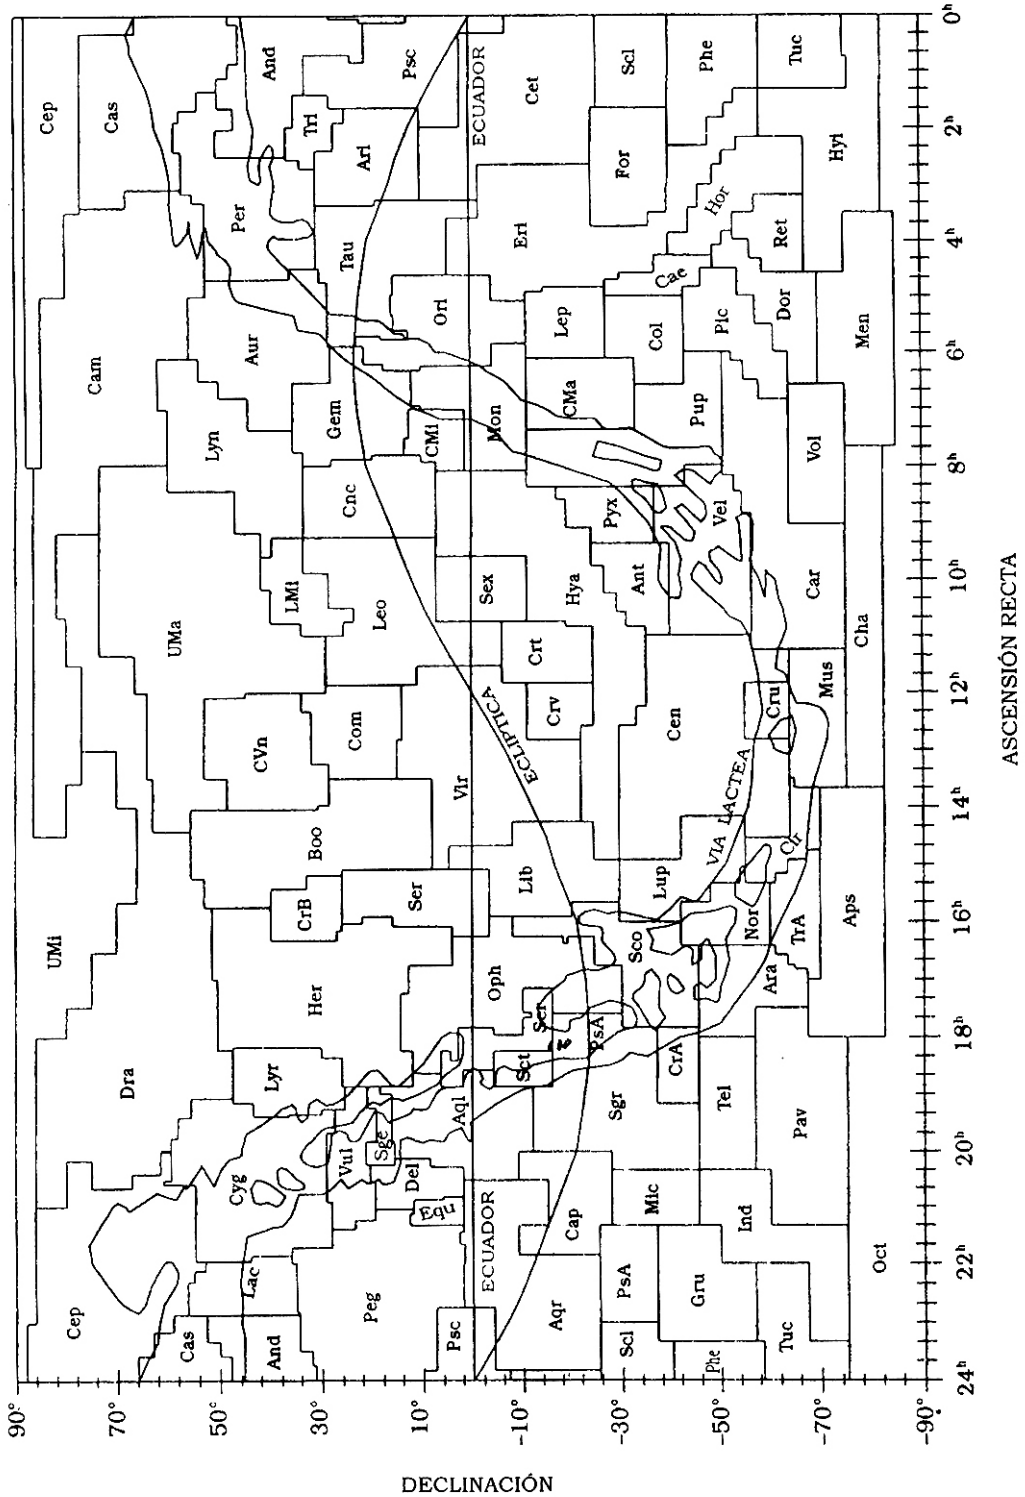 90°
70°
50°
30°
10°
-10°
-30°
-50°
-70°
-90°
DECLINACIÓN
24ʰ
22ʰ
20ʰ
18ʰ
16ʰ
14ʰ
12ʰ
10ʰ
8ʰ
6ʰ
4ʰ
2ʰ
0ʰ
ASCENSIÓN RECTA
Cep
UMi
Cam
Cep
Cas
Dra
UMa
Cas
Lac
Cyg
Lyr
Her
Boo
CVn
LMi
Lyn
Aur
Per
And
And
Tri
Peg
Vul
Sge
Del
Equ
CrB
Ser
Com
Leo
Cnc
Gem
Tau
Ari
Psc
Psc
Aql
Oph
Vir
Sex
CMi
Mon
Ori
ECUADOR
ECUADOR
ECLIPTICA
Aqr
Cap
Sct
Ser
Lib
Crv
Crt
Hya
CMa
Lep
Eri
Cet
Scl
PsA
Mic
Sgr
PsA
CrA
Sco
Lup
Cen
Ant
Pyx
Pup
Col
Cae
For
Scl
Phe
Gru
Ind
Tel
Ara
Nor
VIA LACTEA
Cir
Cru
Vel
Pic
Dor
Hor
Ret
Phe
Tuc
Tuc
Pav
TrA
Mus
Car
Vol
Hyi
Oct
Aps
Cha
Men